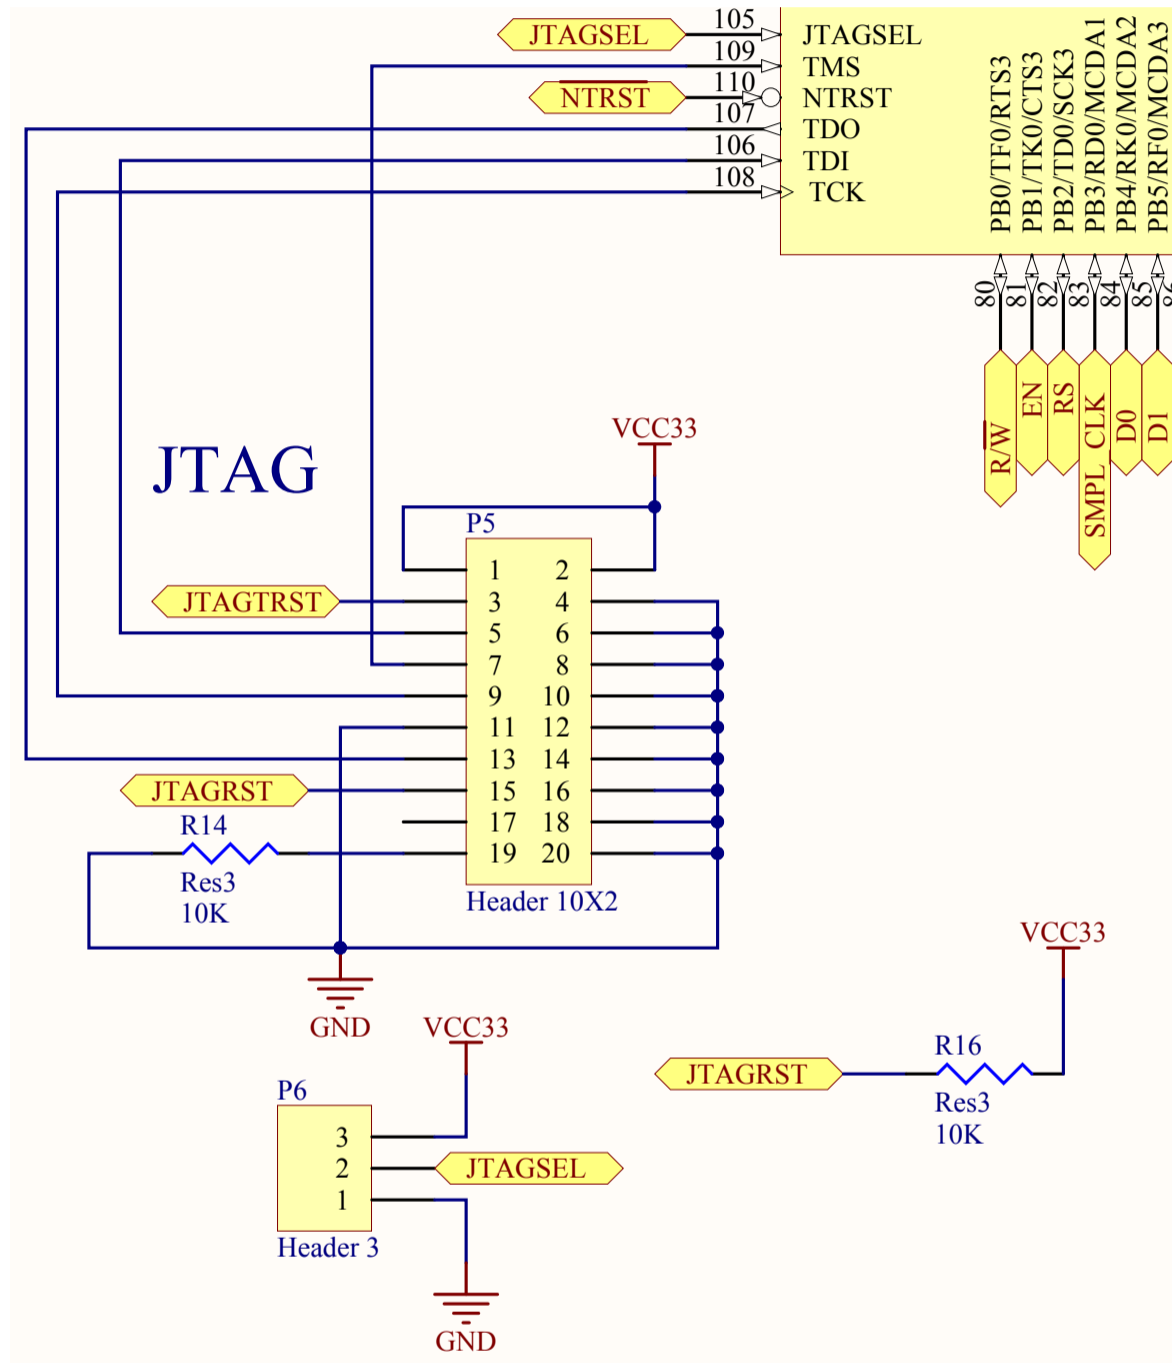 JTAGSEL 105 JTAGSEL
109 TMS
NTRST 110 NTRST
107 TDO
106 TDI
108 TCK
PB0/TF0/RTS3
PB1/TK0/CTS3
PB2/TD0/SCK3
PB3/RD0/MCDA1
PB4/RK0/MCDA2
PB5/RF0/MCDA3
80
81
82
83
84
85
R/W
EN
RS
SMPL_CLK
D0
D1
JTAG
VCC33
P5
1 2
JTAGTRST 3 4
5 6
7 8
9 10
11 12
13 14
JTAGRST 15 16
17 18
R14
19 20
Res3
10K
Header 10X2
GND
VCC33
P6
3
2 JTAGSEL
1
Header 3
GND
VCC33
R16
JTAGRST
Res3
10K